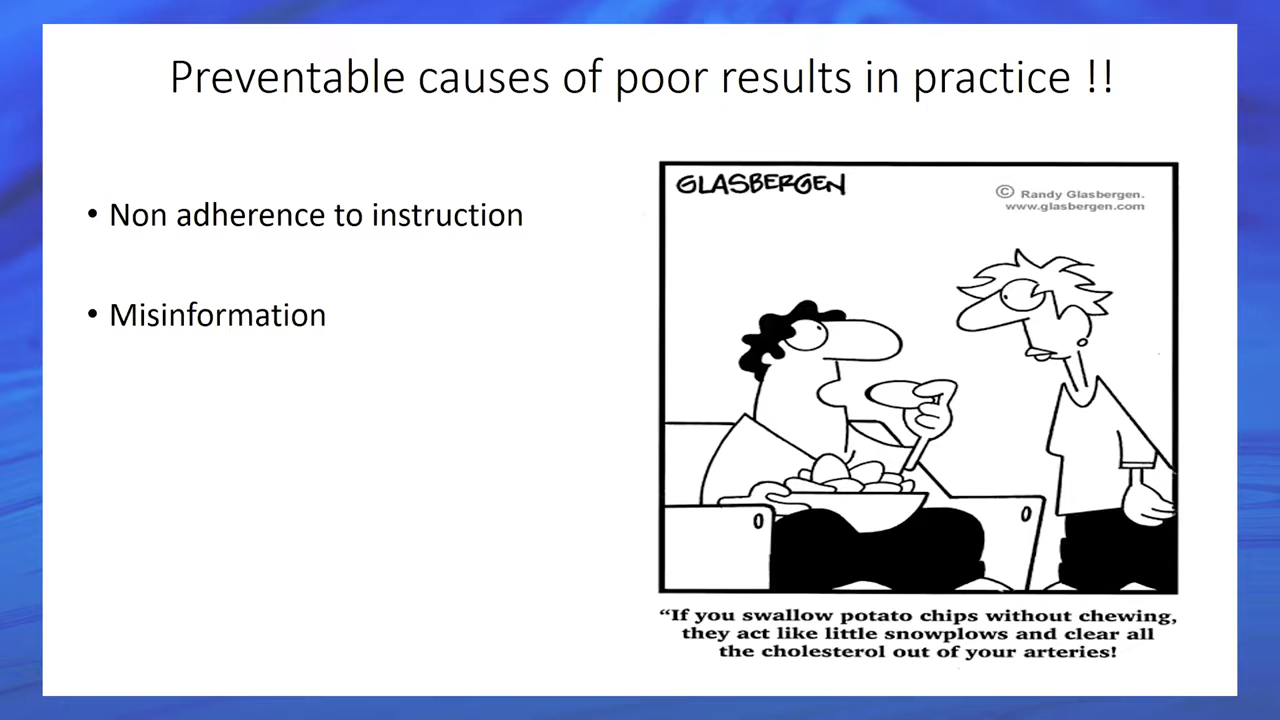 Preventable causes of poor results in practice !!
• Non adherence to instruction
• Misinformation
GLASBERGEN
© Randy Glasbergen.
www.glasbergen.com
“If you swallow potato chips without chewing,
they act like little snowplows and clear all
the cholesterol out of your arteries!